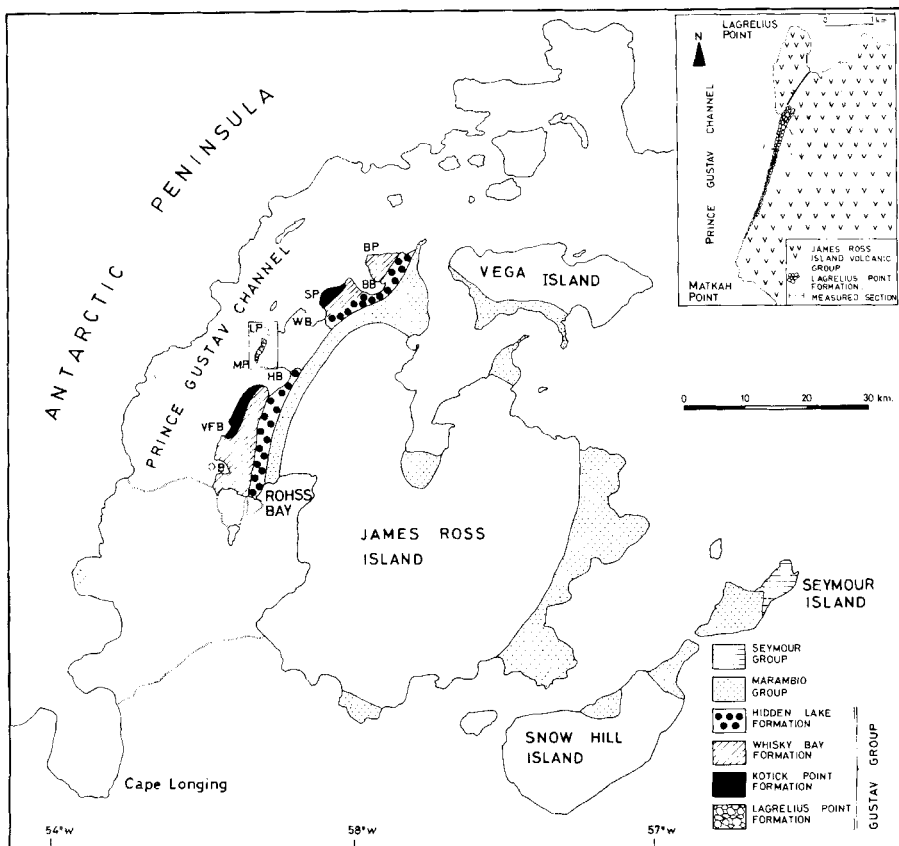 LAGRELIUS
POINT
0 1km
N
PRINCE GUSTAV CHANNEL
JAMES ROSS
ISLAND VOLCANIC
GROUP
LAGRELIUS POINT
FORMATION
MEASURED SECTION
MATKAH
POINT
ANTARCTIC PENINSULA
PRINCE GUSTAV CHANNEL
BP
BB
SP
WB
LP
MP
HB
VFB
B
ROHSS
BAY
VEGA
ISLAND
0 10 20 30 km.
JAMES ROSS
ISLAND
SEYMOUR
ISLAND
SNOW HILL
ISLAND
Cape Longing
SEYMOUR
GROUP
MARAMBIO
GROUP
HIDDEN LAKE
FORMATION
WHISKY BAY
FORMATION
KOTICK POINT
FORMATION
LAGRELIUS POINT
FORMATION
GUSTAV GROUP
54°W
58°W
57°W